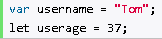 var username = "Tom";
let userage = 37;